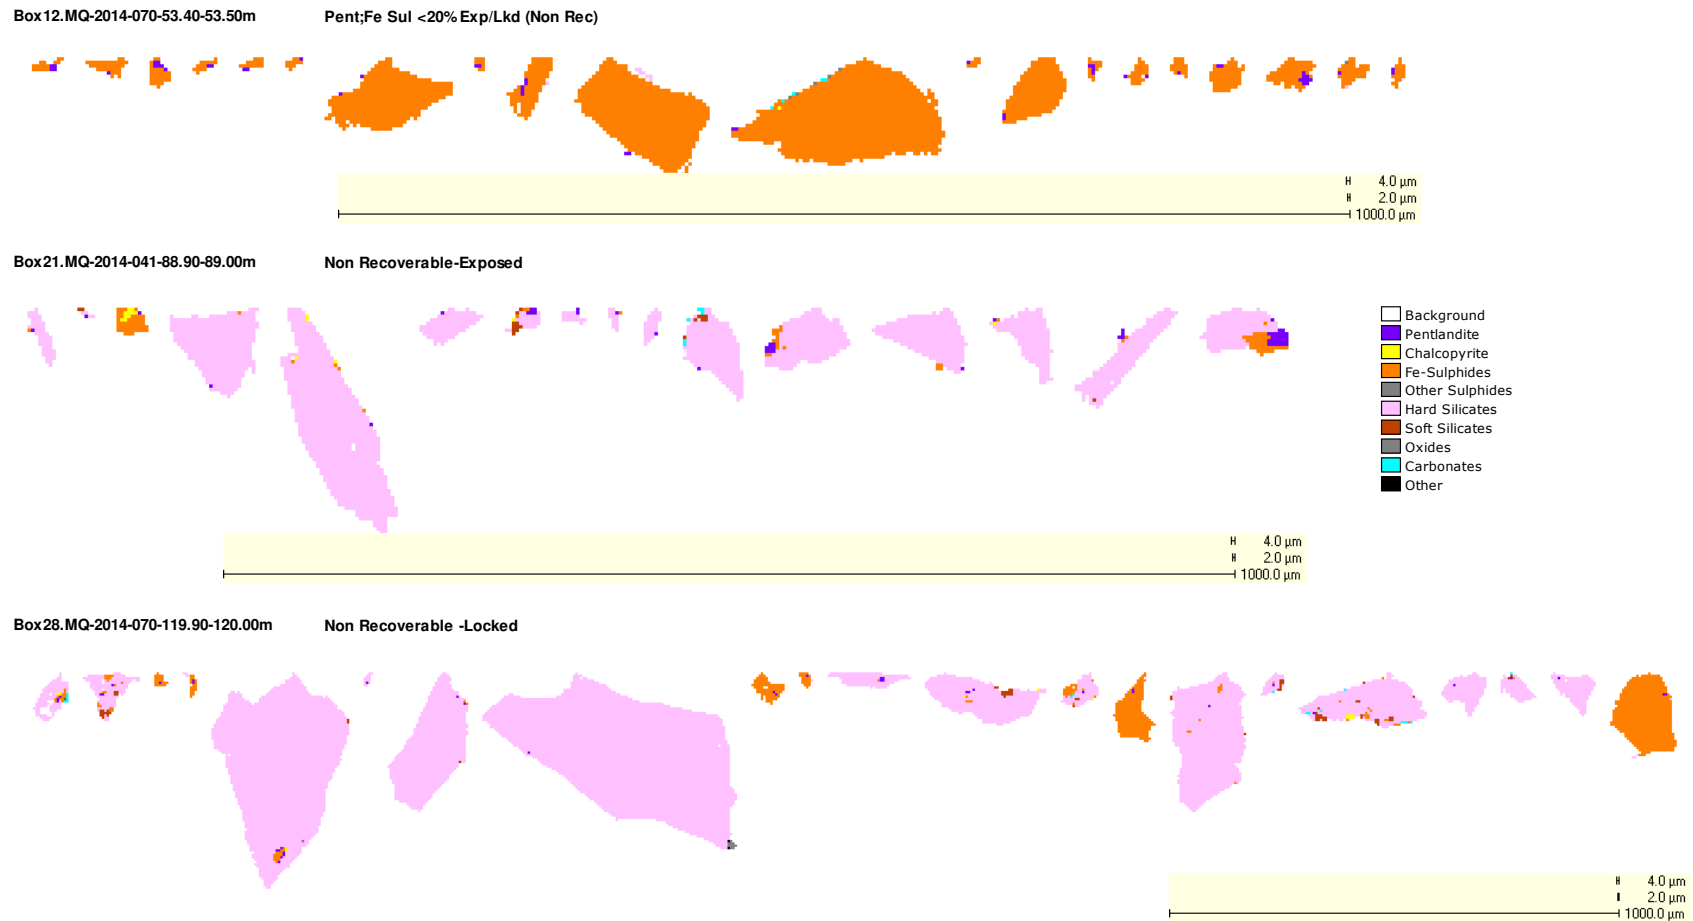 Box12.MQ-2014-070-53.40-53.50m Pent;Fe Sul <20% Exp/Lkd (Non Rec)
4.0 µm
2.0 µm
1000.0 µm
Box21.MQ-2014-041-88.90-89.00m Non Recoverable-Exposed
Background
Pentlandite
Chalcopyrite
Fe-Sulphides
Other Sulphides
Hard Silicates
Soft Silicates
Oxides
Carbonates
Other
4.0 µm
2.0 µm
1000.0 µm
Box28.MQ-2014-070-119.90-120.00m Non Recoverable -Locked
4.0 µm
2.0 µm
1000.0 µm